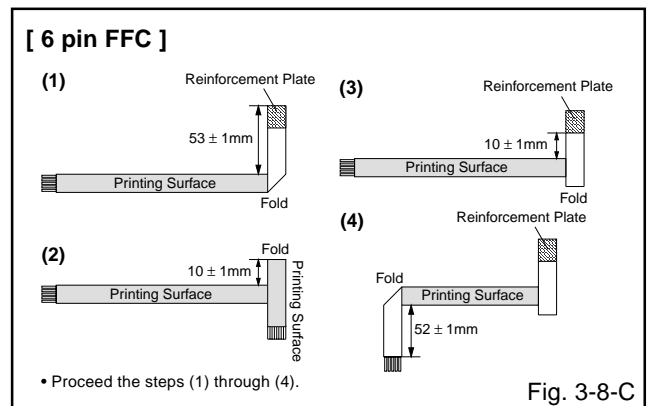 [ 6 pin FFC ]
(1)
Reinforcement Plate
53 ± 1mm
Printing Surface
Fold
(2)
Fold
10 ± 1mm
Printing Surface
Printing Surface
(3)
Reinforcement Plate
10 ± 1mm
Printing Surface
Fold
(4)
Reinforcement Plate
Fold
Printing Surface
52 ± 1mm
• Proceed the steps (1) through (4).
Fig. 3-8-C